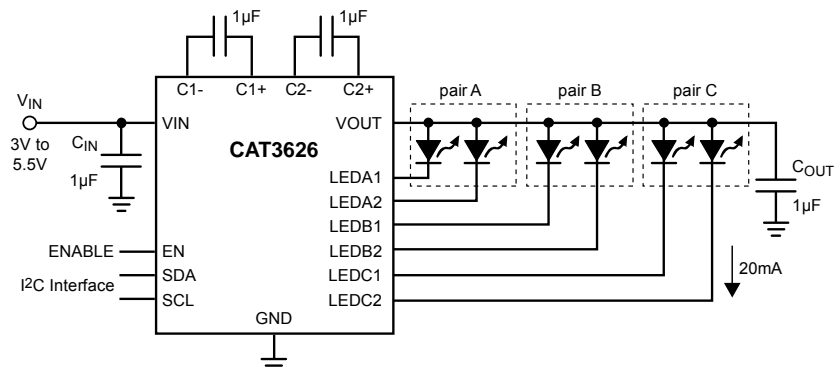 1µF
1µF
C1-
C1+
C2-
C2+
pair A
pair B
pair C
VIN
VIN
VOUT
3V to
5.5V
CIN
1µF
CAT3626
LEDA1
LEDA2
LEDB1
LEDB2
LEDC1
LEDC2
COUT
1µF
20mA
ENABLE
EN
I2C Interface
SDA
SCL
GND